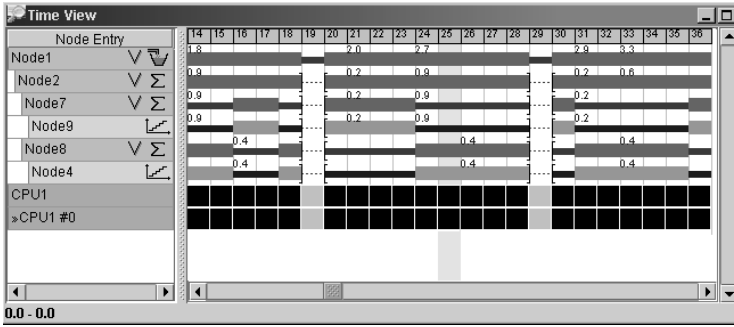 Time View
Node Entry
14 15 16 17 18 19 20 21 22 23 24 25 26 27 28 29 30 31 32 33 34 35 36
Node1 V 1.8 2.0 2.7 2.9 3.3
Node2 V Σ 0.9 0.2 0.9 0.2 0.6
Node7 V Σ 0.9 0.2 0.9 0.2
Node9 0.9 0.2 0.9 0.2
Node8 V Σ 0.4 0.4 0.4
Node4 0.4 0.4 0.4
CPU1
»CPU1 #0
0.0 - 0.0